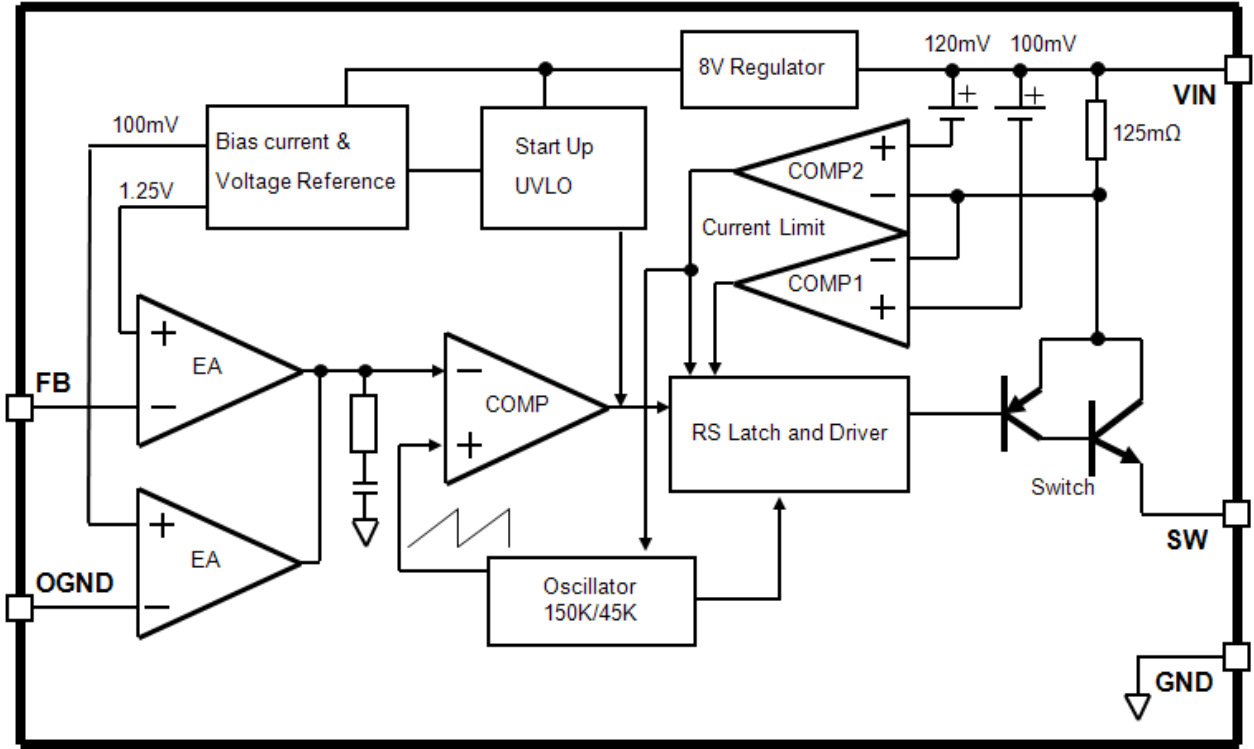 120mV
100mV
8V Regulator
VIN
100mV
Bias current &
Voltage Reference
Start Up
UVLO
125mΩ
COMP2
1.25V
Current Limit
COMP1
EA
FB
COMP
RS Latch and Driver
Switch
EA
SW
OGND
Oscillator
150K/45K
GND